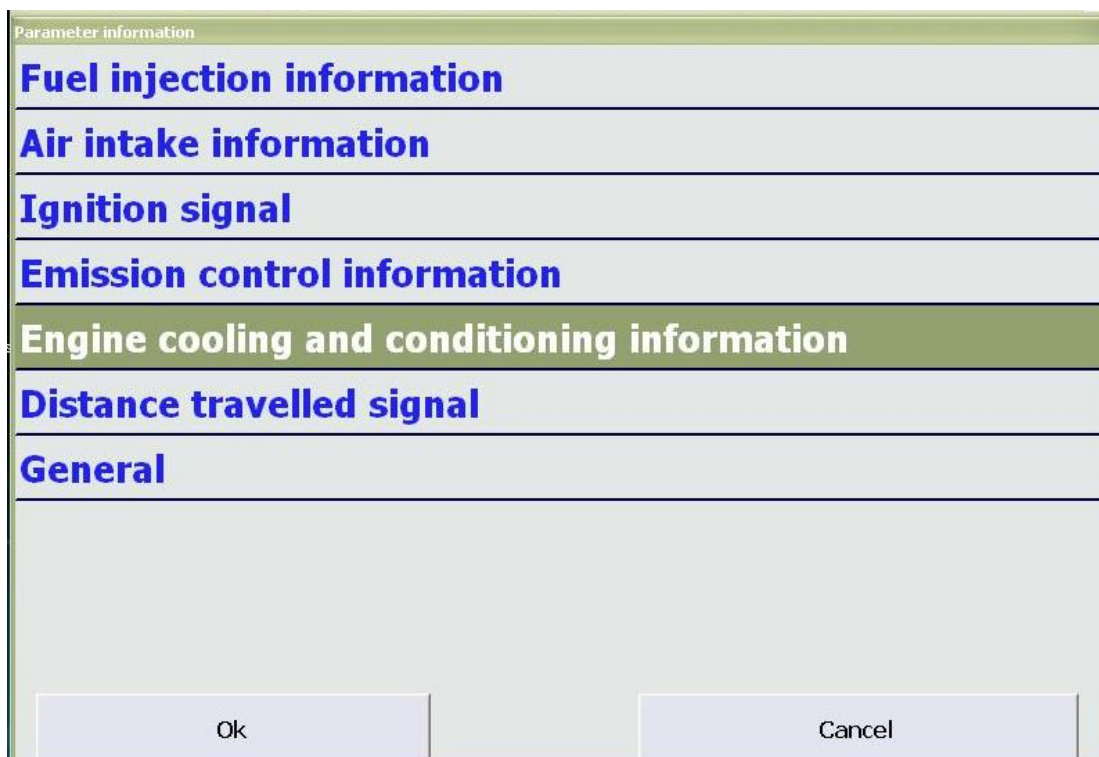 Parameter information
Fuel injection information
Air intake information
Ignition signal
Emission control information
Engine cooling and conditioning information
Distance travelled signal
General
Ok
Cancel